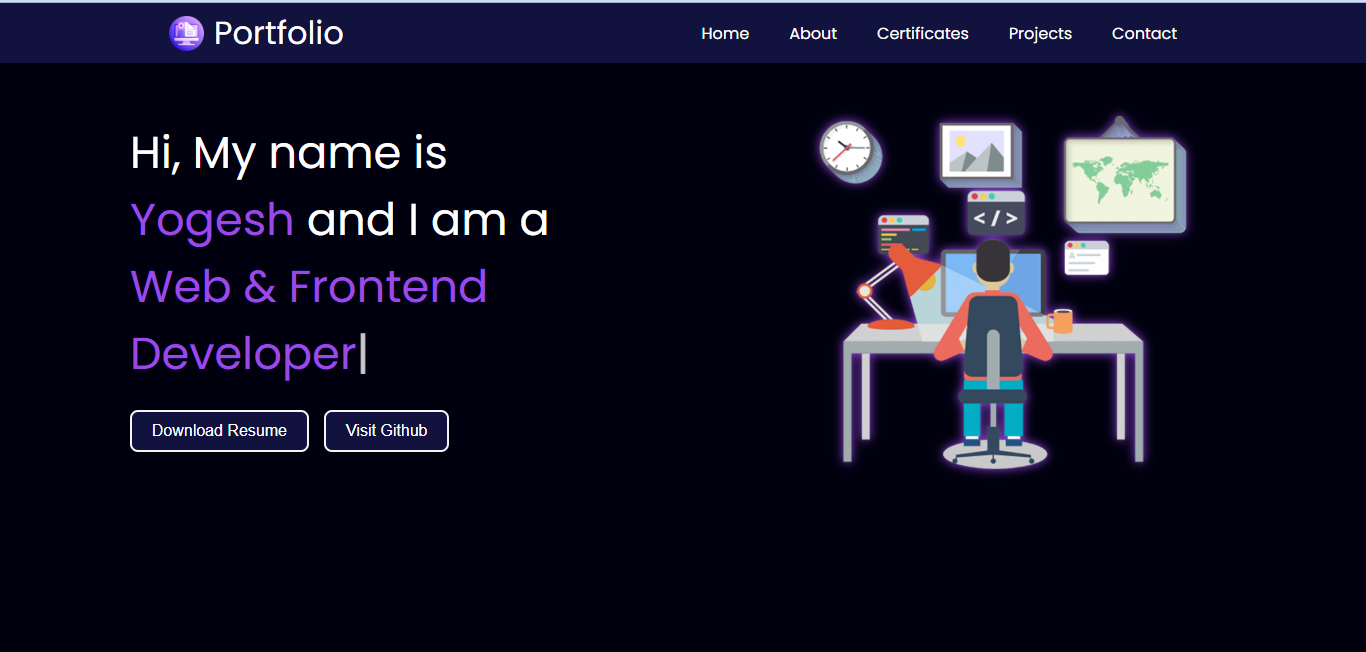 Portfolio
Home
About
Certificates
Projects
Contact
Hi, My name is
Yogesh and I am a
Web & Frontend
Developer|
Download Resume
Visit Github
</> 
A